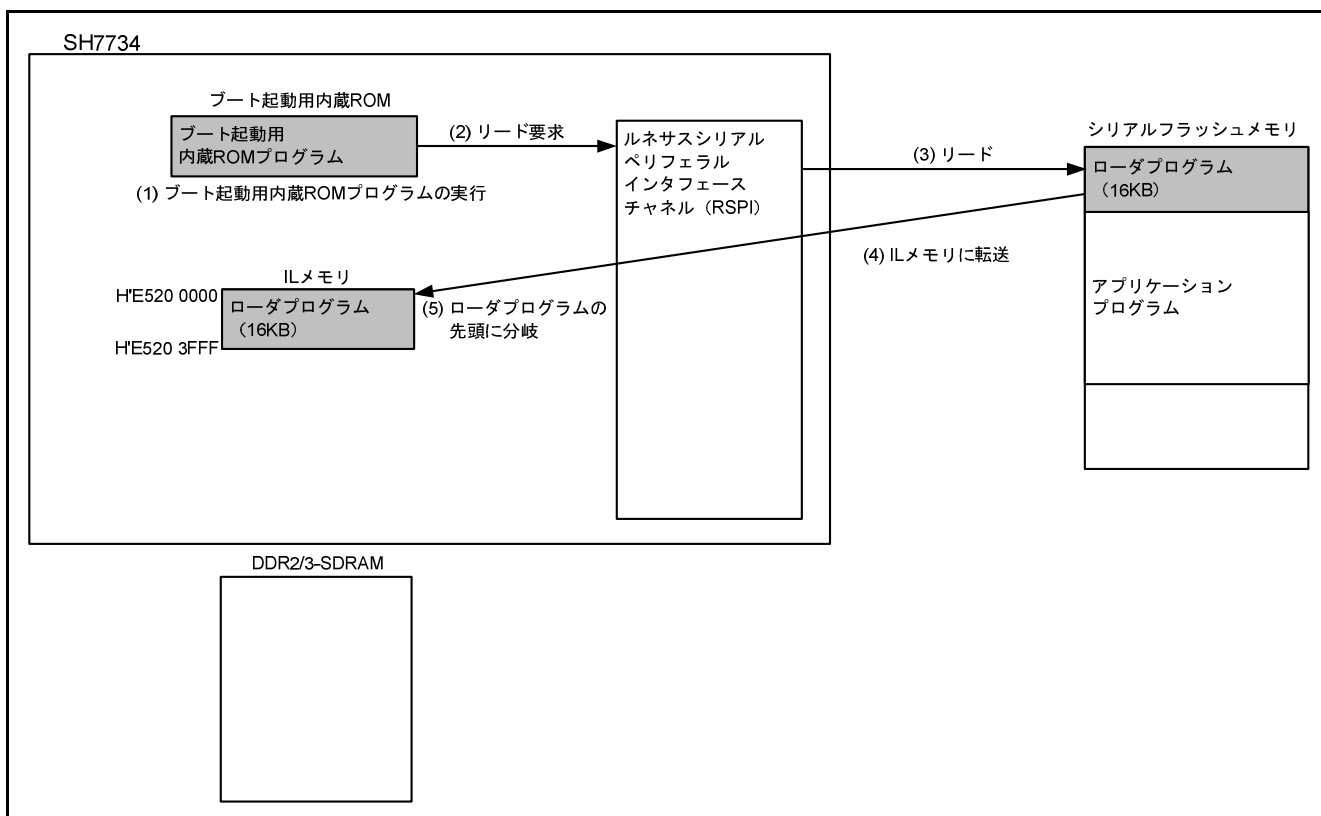 SH7734
ブート起動用内蔵ROM
ブート起動用
内蔵ROMプログラム
(1) ブート起動用内蔵ROMプログラムの実行
(2) リード要求
ルネサスシリアル
ペリフェラル
インタフェース
チャネル（RSPI）
(3) リード
シリアルフラッシュメモリ
ローダプログラム
（16KB）
アプリケーション
プログラム
(4) ILメモリに転送
ILメモリ
H'E520 0000
ローダプログラム
（16KB）
H'E520 3FFF
(5) ローダプログラムの
先頭に分岐
DDR2/3-SDRAM